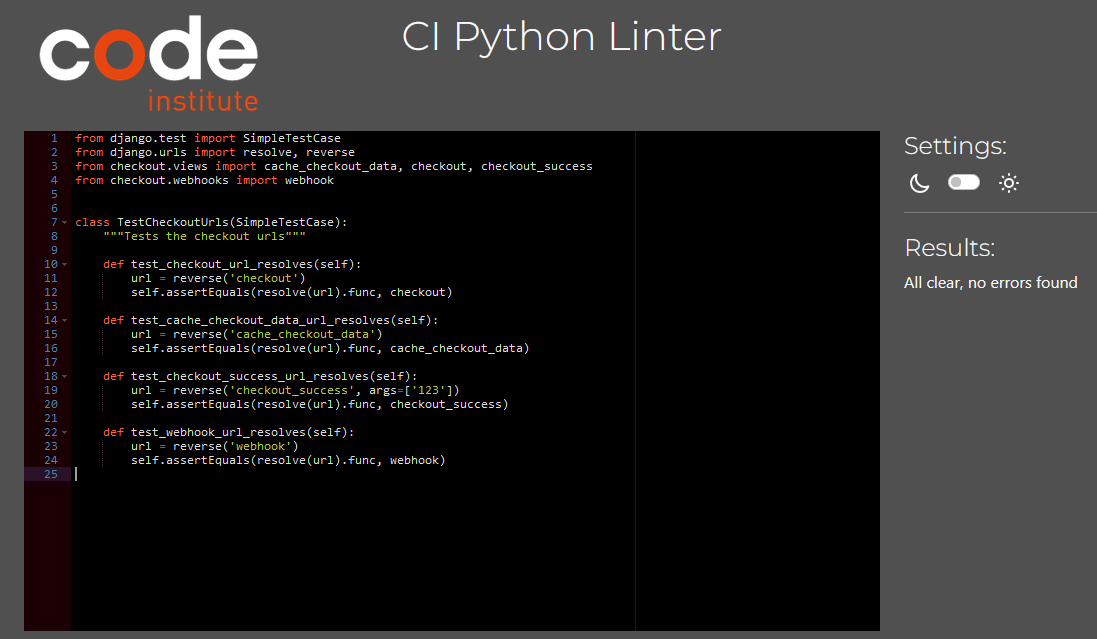 code
institute
CI Python Linter
1 from django.test import SimpleTestCase
2 from django.urls import resolve, reverse
3 from checkout.views import cache_checkout_data, checkout, checkout_success
4 from checkout.webhooks import webhook
5
6
7 class TestCheckoutUrls(SimpleTestCase):
8     """Tests the checkout urls"""
9
10     def test_checkout_url_resolves(self):
11         url = reverse('checkout')
12         self.assertEquals(resolve(url).func, checkout)
13
14     def test_cache_checkout_data_url_resolves(self):
15         url = reverse('cache_checkout_data')
16         self.assertEquals(resolve(url).func, cache_checkout_data)
17
18     def test_checkout_success_url_resolves(self):
19         url = reverse('checkout_success', args=['123'])
20         self.assertEquals(resolve(url).func, checkout_success)
21
22     def test_webhook_url_resolves(self):
23         url = reverse('webhook')
24         self.assertEquals(resolve(url).func, webhook)
25
Settings:
Results:
All clear, no errors found